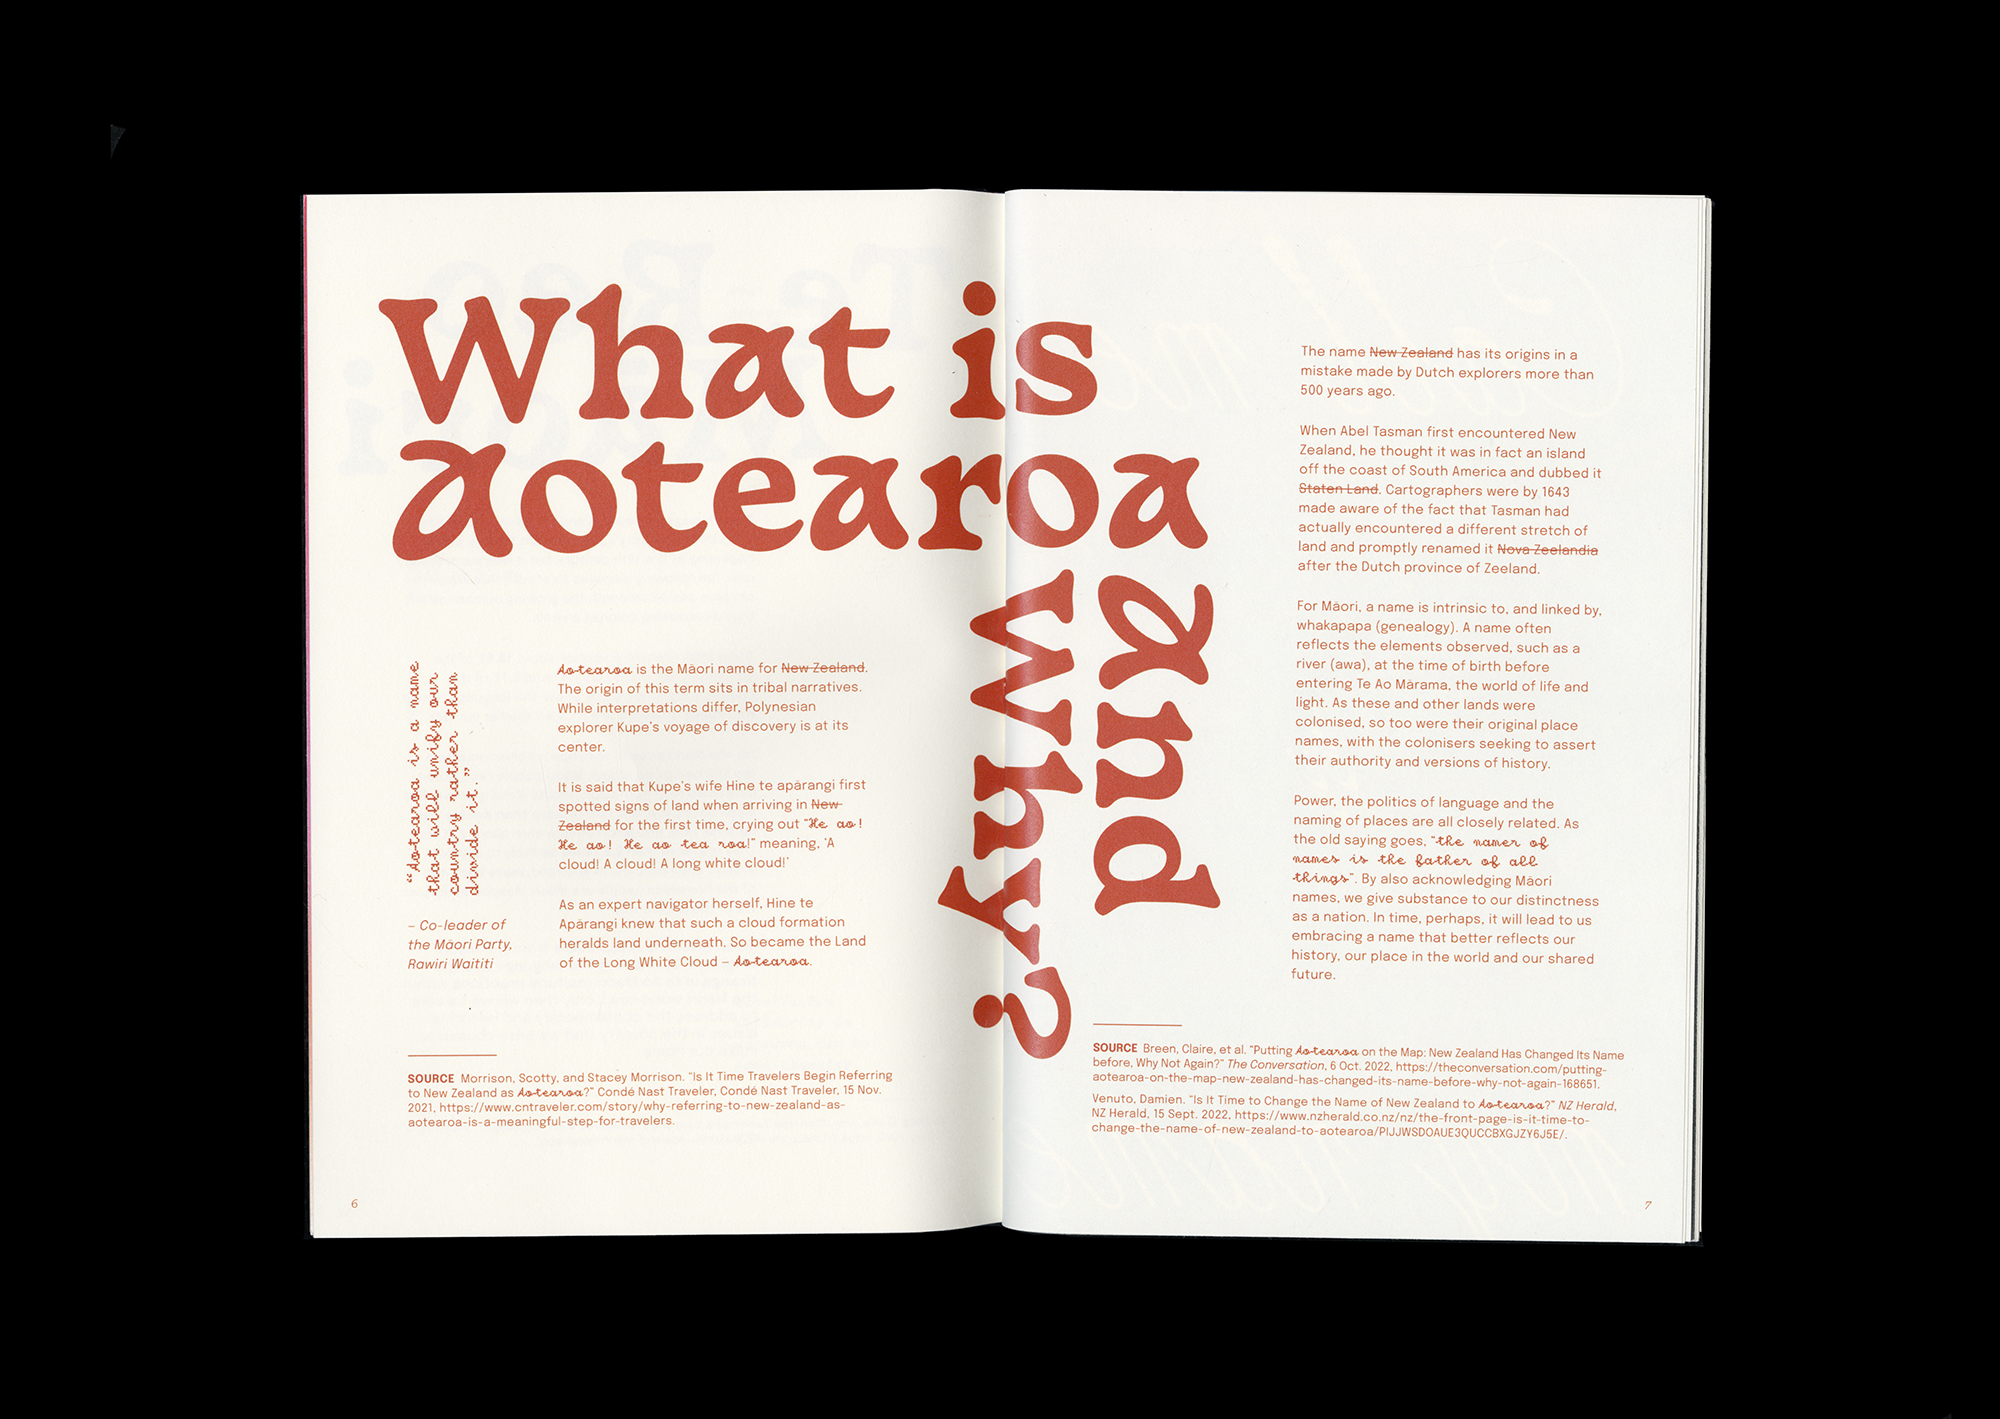 What is
aotearoa
and
why?
“Aotearoa is a name
that will unify our
country rather than
divide it.”
– Co-leader of
the Māori Party,
Rawiri Waititi
Aotearoa is the Māori name for New Zealand.
The origin of this term sits in tribal narratives.
While interpretations differ, Polynesian
explorer Kupe’s voyage of discovery is at its
center.
It is said that Kupe’s wife Hine te apārangi first
spotted signs of land when arriving in New
Zealand for the first time, crying out “He ao!
He ao! He ao tea roa!” meaning, ‘A
cloud! A cloud! A long white cloud!’
As an expert navigator herself, Hine te
Apārangi knew that such a cloud formation
heralds land underneath. So became the Land
of the Long White Cloud – Aotearoa.
SOURCE Morrison, Scotty, and Stacey Morrison. “Is It Time Travelers Begin Referring
to New Zealand as Aotearoa?” Condé Nast Traveler, Condé Nast Traveler, 15 Nov.
2021, https://www.cntraveler.com/story/why-referring-to-new-zealand-as-
aotearoa-is-a-meaningful-step-for-travelers.
6
The name New Zealand has its origins in a
mistake made by Dutch explorers more than
500 years ago.
When Abel Tasman first encountered New
Zealand, he thought it was in fact an island
off the coast of South America and dubbed it
Staten Land. Cartographers were by 1643
made aware of the fact that Tasman had
actually encountered a different stretch of
land and promptly renamed it Nova Zeelandia
after the Dutch province of Zeeland.
For Māori, a name is intrinsic to, and linked by,
whakapapa (genealogy). A name often
reflects the elements observed, such as a
river (awa), at the time of birth before
entering Te Ao Mārama, the world of life and
light. As these and other lands were
colonised, so too were their original place
names, with the colonisers seeking to assert
their authority and versions of history.
Power, the politics of language and the
naming of places are all closely related. As
the old saying goes, “the namer of
names is the father of all
things”. By also acknowledging Māori
names, we give substance to our distinctness
as a nation. In time, perhaps, it will lead to us
embracing a name that better reflects our
history, our place in the world and our shared
future.
SOURCE Breen, Claire, et al. “Putting Aotearoa on the Map: New Zealand Has Changed Its Name
before, Why Not Again?” The Conversation, 6 Oct. 2022, https://theconversation.com/putting-
aotearoa-on-the-map-new-zealand-has-changed-its-name-before-why-not-again-168651.
Venuto, Damien. “Is It Time to Change the Name of New Zealand to Aotearoa?” NZ Herald,
NZ Herald, 15 Sept. 2022, https://www.nzherald.co.nz/nz/the-front-page-is-it-time-to-
change-the-name-of-new-zealand-to-aotearoa/PIJJWSDOAUE3QUCCBXGJZY6J5E/.
7